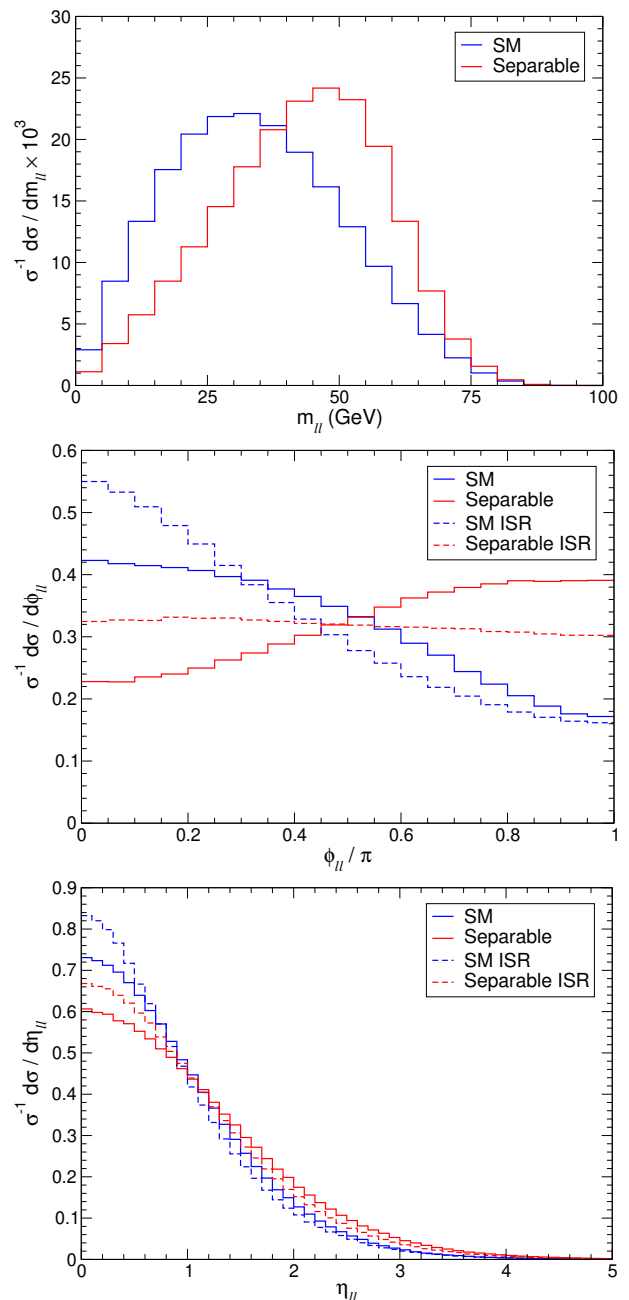 30
25
20
15
10
5
0
σ⁻¹ dσ / dm_ll × 10³
SM
Separable
0 25 50 75 100
m_ll (GeV)
0.6
0.5
0.4
0.3
0.2
0.1
0
σ⁻¹ dσ / dϕ_ll
SM
Separable
SM ISR
Separable ISR
0 0.2 0.4 0.6 0.8 1
ϕ_ll / π
0.9
0.8
0.7
0.6
0.5
0.4
0.3
0.2
0.1
0
σ⁻¹ dσ / dη_ll
SM
Separable
SM ISR
Separable ISR
0 1 2 3 4 5
η_ll